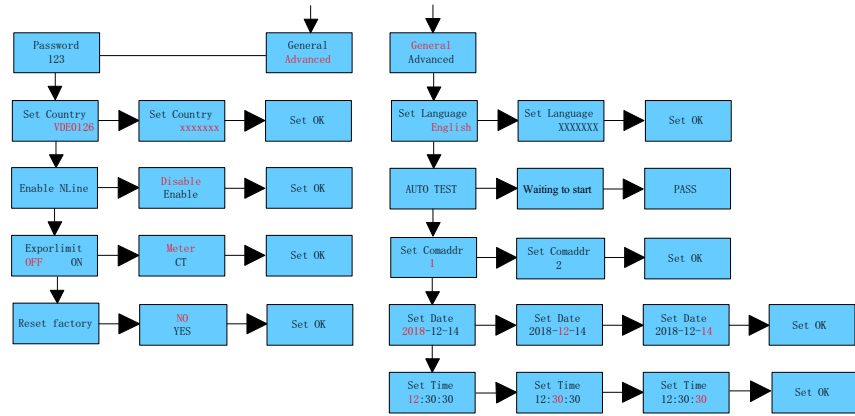 Password
123
General
Advanced
Set Country
VDE0126
Set Country
xxxxxxx
Set OK
Enable NLine
Disable
Enable
Set OK
Exporlimit
OFF ON
Meter
CT
Set OK
Reset factory
NO
YES
Set OK
General
Advanced
Set Language
English
Set Language
XXXXXXX
Set OK
AUTO TEST
Waiting to start
PASS
Set Comaddr
1
Set Comaddr
2
Set OK
Set Date
2018-12-14
Set Date
2018-12-14
Set Date
2018-12-14
Set OK
Set Time
12:30:30
Set Time
12:30:30
Set Time
12:30:30
Set OK